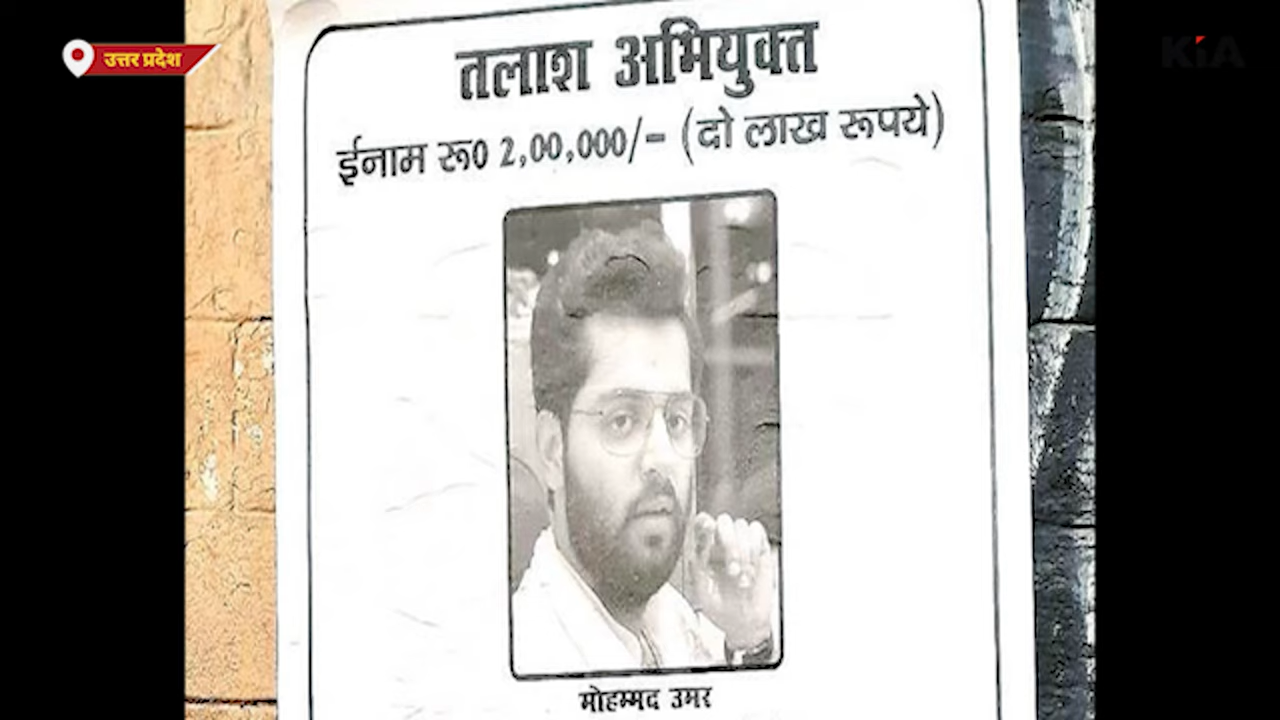 उत्तर प्रदेश
KIA
तलाश अभियुक्त
ईनाम रू0 2,00,000/- (दो लाख रूपये)
मोहम्मद उमर